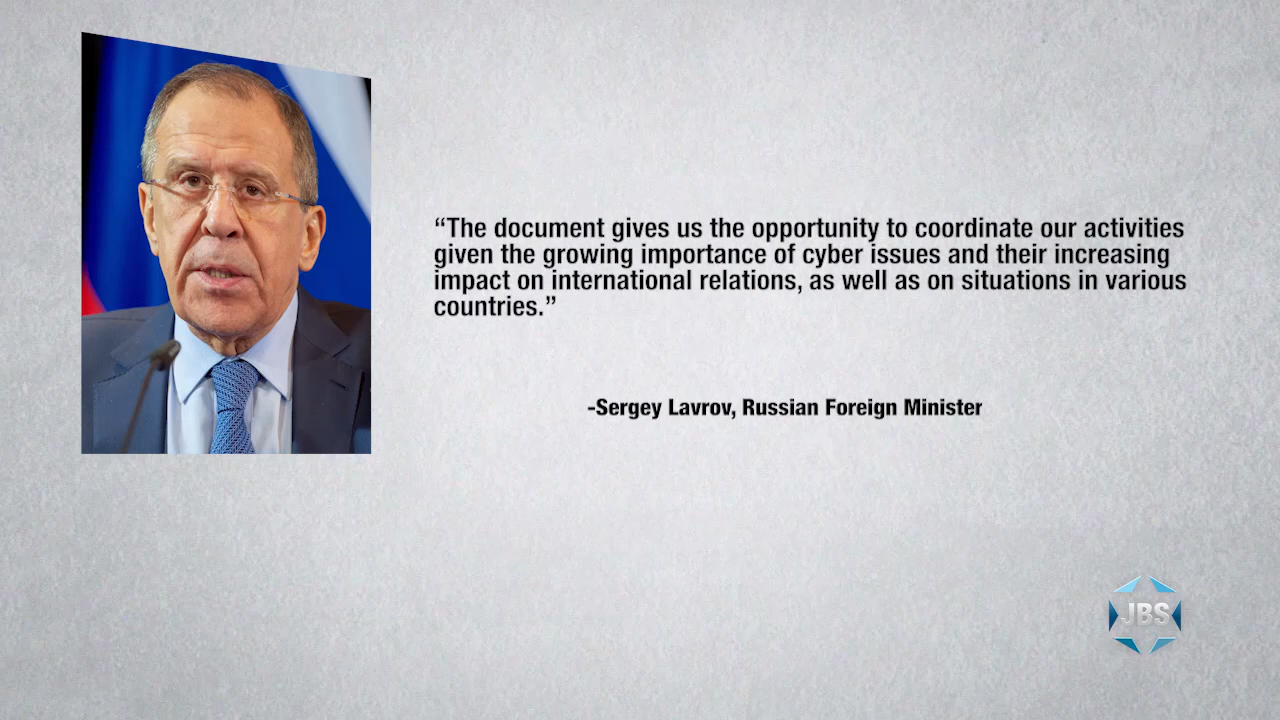 “The document gives us the opportunity to coordinate our activities
given the growing importance of cyber issues and their increasing
impact on international relations, as well as on situations in various
countries.”
-Sergey Lavrov, Russian Foreign Minister
JBS